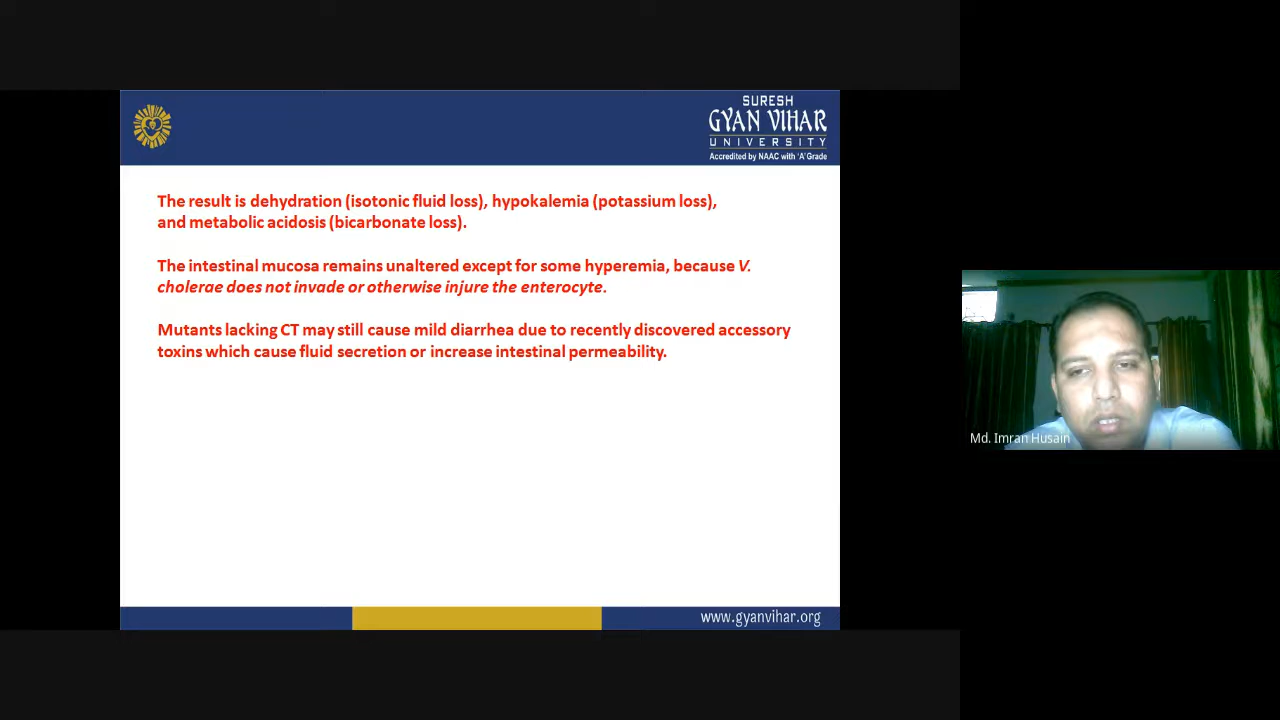 SURESH
GYAN VIHAR
UNIVERSITY
Accredited by NAAC with 'A' Grade
The result is dehydration (isotonic fluid loss), hypokalemia (potassium loss),
and metabolic acidosis (bicarbonate loss).
The intestinal mucosa remains unaltered except for some hyperemia, because V.
cholerae does not invade or otherwise injure the enterocyte.
Mutants lacking CT may still cause mild diarrhea due to recently discovered accessory
toxins which cause fluid secretion or increase intestinal permeability.
Md. Imran Husain
www.gyanvihar.org